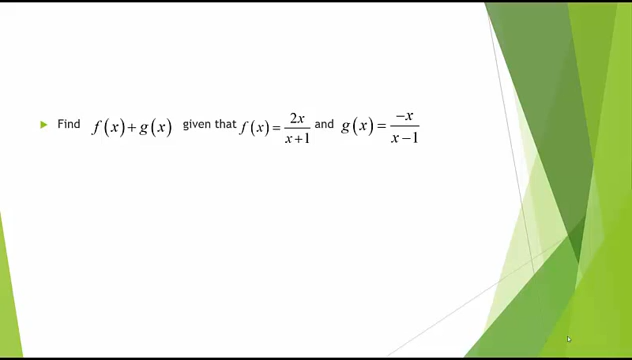 Find f(x)+g(x) given that f(x)=2x/(x+1) and g(x)=-x/(x-1)